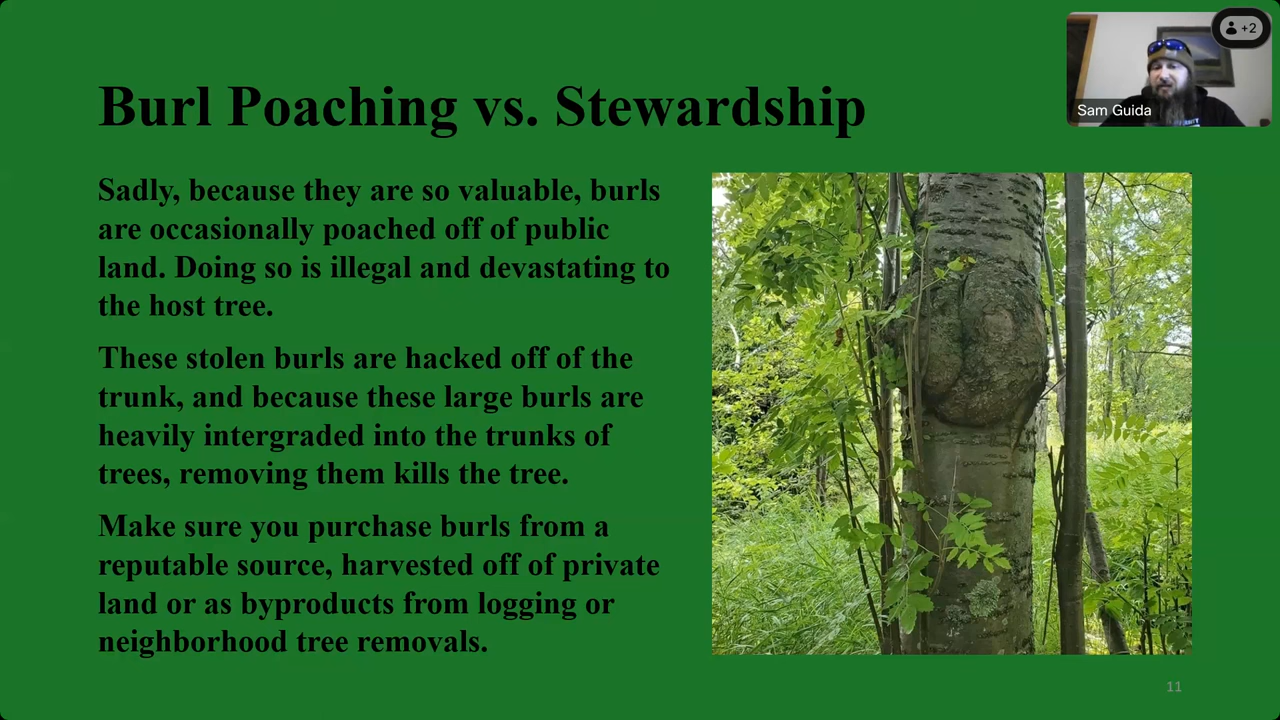 Burl Poaching vs. Stewardship
+2
Sam Guida
Sadly, because they are so valuable, burls
are occasionally poached off of public
land. Doing so is illegal and devastating to
the host tree.
These stolen burls are hacked off of the
trunk, and because these large burls are
heavily intergraded into the trunks of
trees, removing them kills the tree.
Make sure you purchase burls from a
reputable source, harvested off of private
land or as byproducts from logging or
neighborhood tree removals.
11